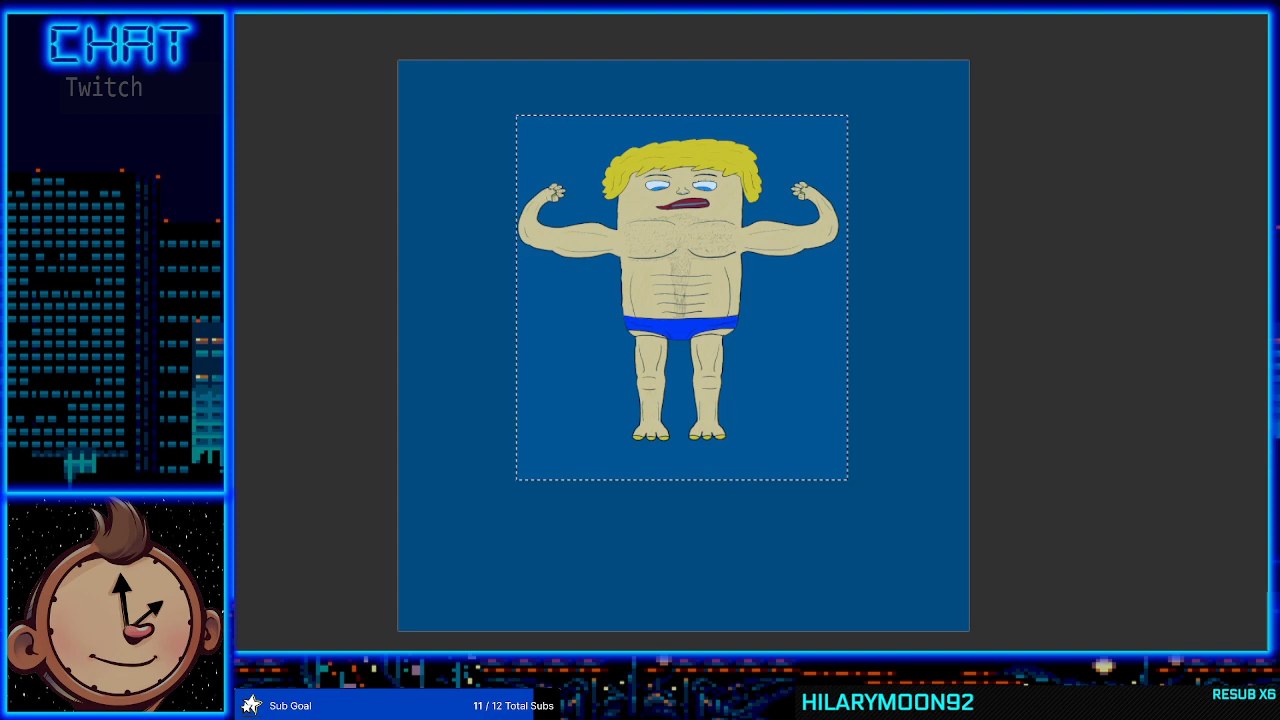 CHAT
Twitch
Sub Goal
11 / 12 Total Subs
HILARYMOON92
RESUB X6